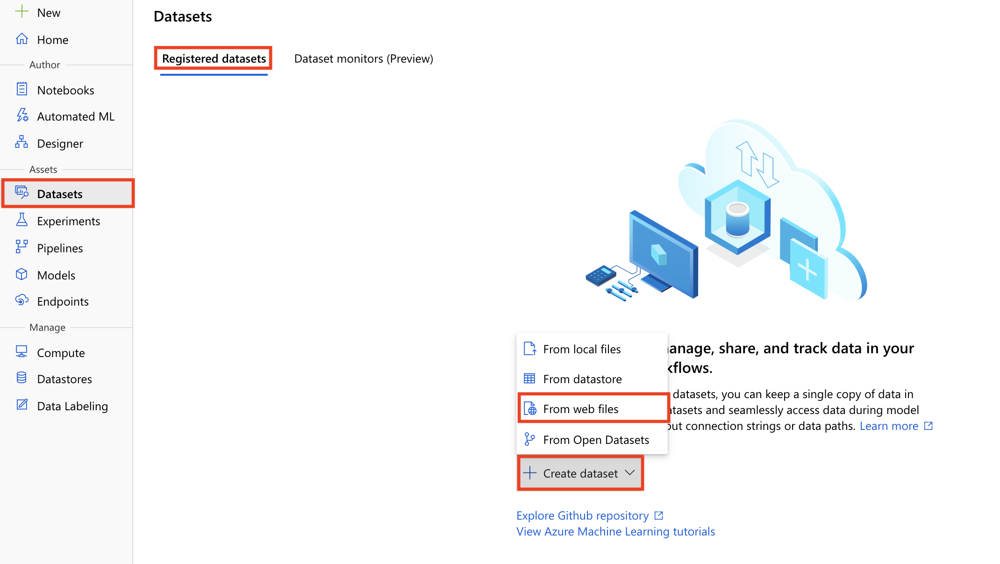 New
Home
Author
Notebooks
Automated ML
Designer
Assets
Datasets
Experiments
Pipelines
Models
Endpoints
Manage
Compute
Datastores
Data Labeling
Datasets
Registered datasets
Dataset monitors (Preview)
manage, share, and track data in your
kflows.
datasets, you can keep a single copy of data in
atasets and seamlessly access data during model
out connection strings or data paths. Learn more
From local files
From datastore
From web files
From Open Datasets
Create dataset
Explore Github repository
View Azure Machine Learning tutorials